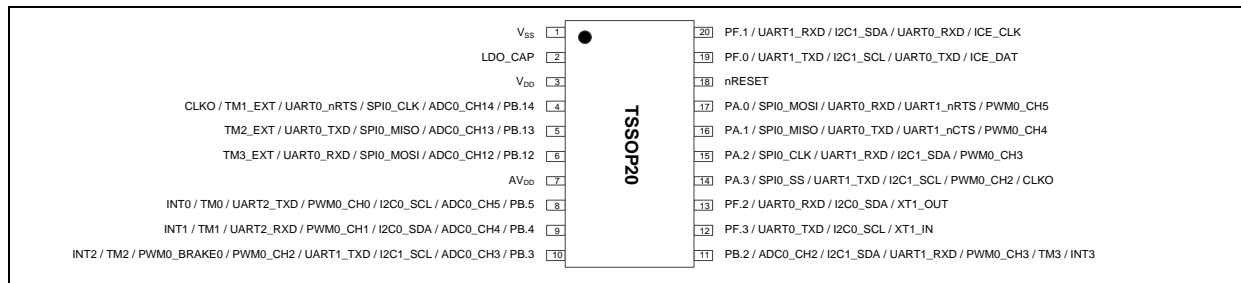 VSS 1
LDO_CAP 2
VDD 3
CLKO / TM1_EXT / UART0_nRTS / SPI0_CLK / ADC0_CH14 / PB.14 4
TM2_EXT / UART0_TXD / SPI0_MISO / ADC0_CH13 / PB.13 5
TM3_EXT / UART0_RXD / SPI0_MOSI / ADC0_CH12 / PB.12 6
AVDD 7
INT0 / TM0 / UART2_TXD / PWM0_CH0 / I2C0_SCL / ADC0_CH5 / PB.5 8
INT1 / TM1 / UART2_RXD / PWM0_CH1 / I2C0_SDA / ADC0_CH4 / PB.4 9
INT2 / TM2 / PWM0_BRAKE0 / PWM0_CH2 / UART1_TXD / I2C1_SCL / ADC0_CH3 / PB.3 10
TSSOP20
20 PF.1 / UART1_RXD / I2C1_SDA / UART0_RXD / ICE_CLK
19 PF.0 / UART1_TXD / I2C1_SCL / UART0_TXD / ICE_DAT
18 nRESET
17 PA.0 / SPI0_MOSI / UART0_RXD / UART1_nRTS / PWM0_CH5
16 PA.1 / SPI0_MISO / UART0_TXD / UART1_nCTS / PWM0_CH4
15 PA.2 / SPI0_CLK / UART1_RXD / I2C1_SDA / PWM0_CH3
14 PA.3 / SPI0_SS / UART1_TXD / I2C1_SCL / PWM0_CH2 / CLKO
13 PF.2 / UART0_RXD / I2C0_SDA / XT1_OUT
12 PF.3 / UART0_TXD / I2C0_SCL / XT1_IN
11 PB.2 / ADC0_CH2 / I2C1_SDA / UART1_RXD / PWM0_CH3 / TM3 / INT3